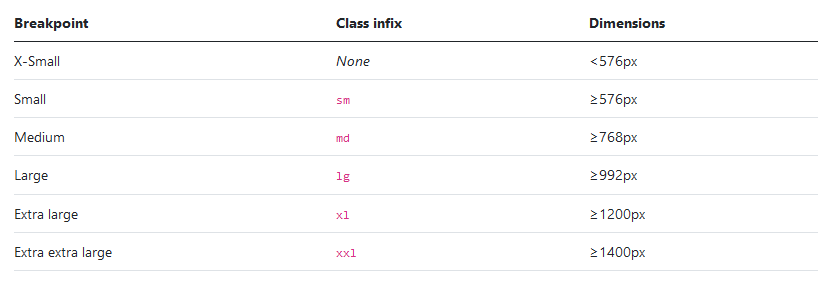 Breakpoint Class infix Dimensions
X-Small None <576px
Small sm ≥576px
Medium md ≥768px
Large lg ≥992px
Extra large xl ≥1200px
Extra extra large xxl ≥1400px